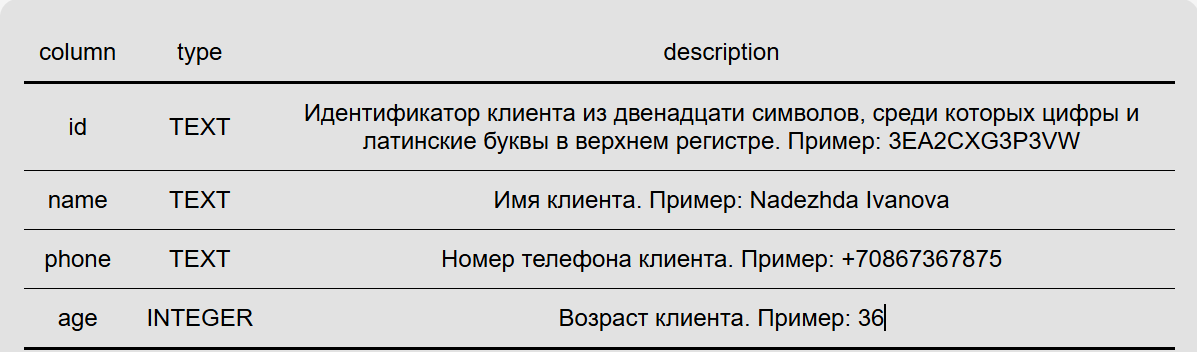 column type description
id TEXT Идентификатор клиента из двенадцати символов, среди которых цифры и
латинские буквы в верхнем регистре. Пример: 3EA2CXG3P3VW
name TEXT Имя клиента. Пример: Nadezhda Ivanova
phone TEXT Номер телефона клиента. Пример: +70867367875
age INTEGER Возраст клиента. Пример: 36